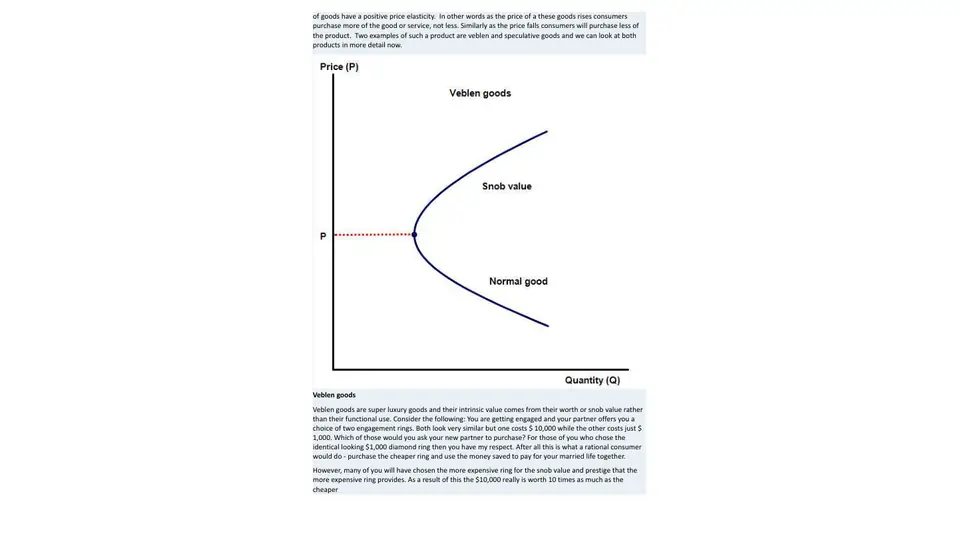 of goods have a positive price elasticity. In other words as the price of a these goods rises consumers
purchase more of the good or service, not less. Similarly as the price falls consumers will purchase less of
the product. Two examples of such a product are veblen and speculative goods and we can look at both
products in more detail now.
Price (P)
Veblen goods
Snob value
P
Normal good
Quantity (Q)
Veblen goods
Veblen goods are super luxury goods and their intrinsic value comes from their worth or snob value rather
than their functional use. Consider the following: You are getting engaged and your partner offers you a
choice of two engagement rings. Both look very similar but one costs $ 10,000 while the other costs just $
1,000. Which of those would you ask your new partner to purchase? For those of you who chose the
identical looking $1,000 diamond ring then you have my respect. After all this is what a rational consumer
would do - purchase the cheaper ring and use the money saved to pay for your married life together.
However, many of you will have chosen the more expensive ring for the snob value and prestige that the
more expensive ring provides. As a result of this the $10,000 really is worth 10 times as much as the
cheaper